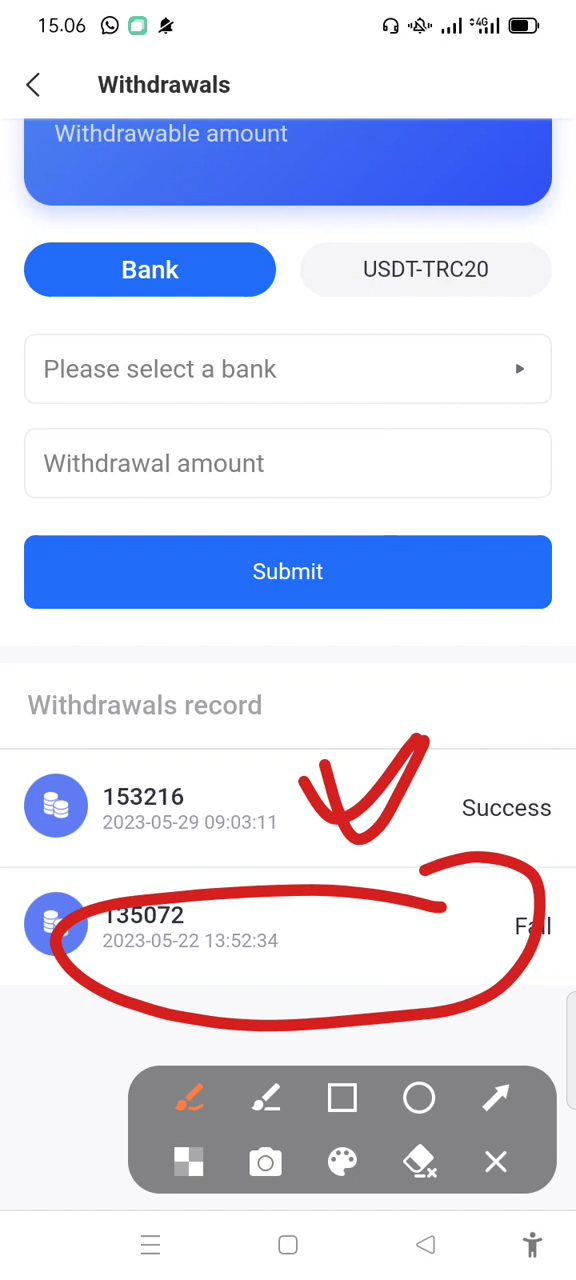 15.06
4G
Withdrawals
Withdrawable amount
Bank
USDT-TRC20
Please select a bank
Withdrawal amount
Submit
Withdrawals record
153216
2023-05-29 09:03:11
Success
135072
2023-05-22 13:52:34
Fail